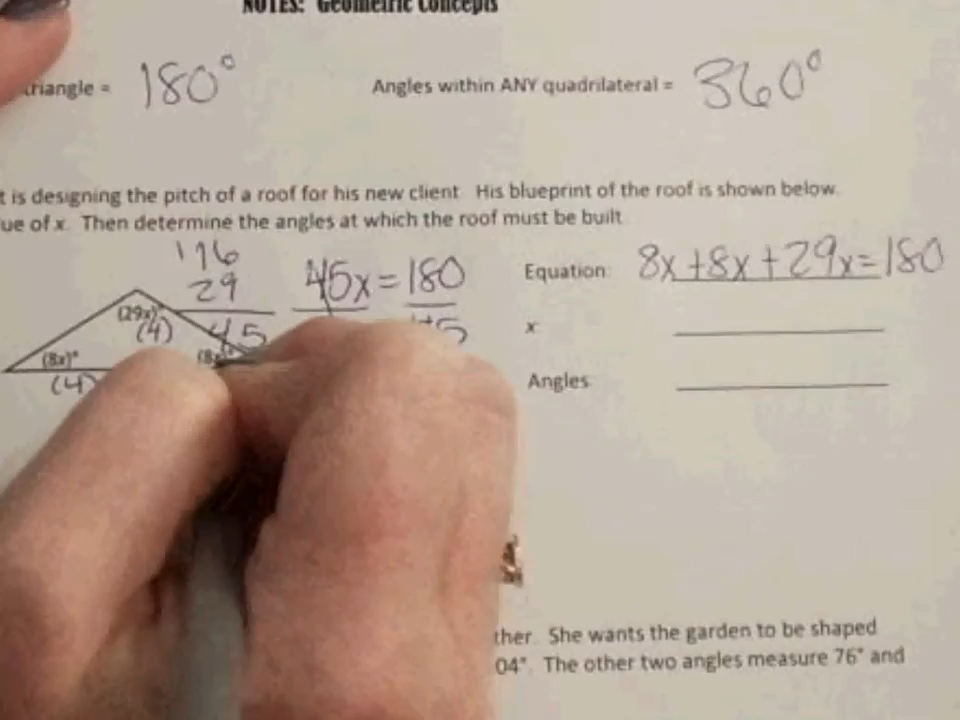 NOTES: Geometric Concepts
triangle = 180° Angles within ANY quadrilateral = 360°
t is designing the pitch of a roof for his new client. His blueprint of the roof is shown below.
ue of x. Then determine the angles at which the roof must be built.
16
29
45
45x = 180
45
(29x)°
(4)
(8x)°
(4)
(8x
Equation: 8x + 8x + 29x = 180
x
Angles
ther. She wants the garden to be shaped
04°. The other two angles measure 76° and